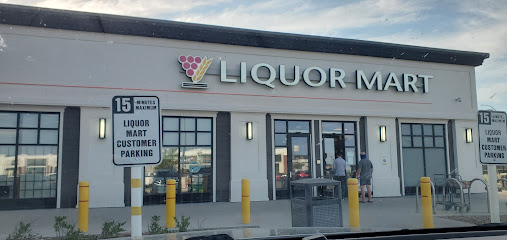 LIQUOR MART
15 -MINUTES
MAXIMUM
LIQUOR
MART
CUSTOMER
PARKING
15 -MINUTES
MAXIMUM
LIQUOR
MART
CUSTOMER
PARKING